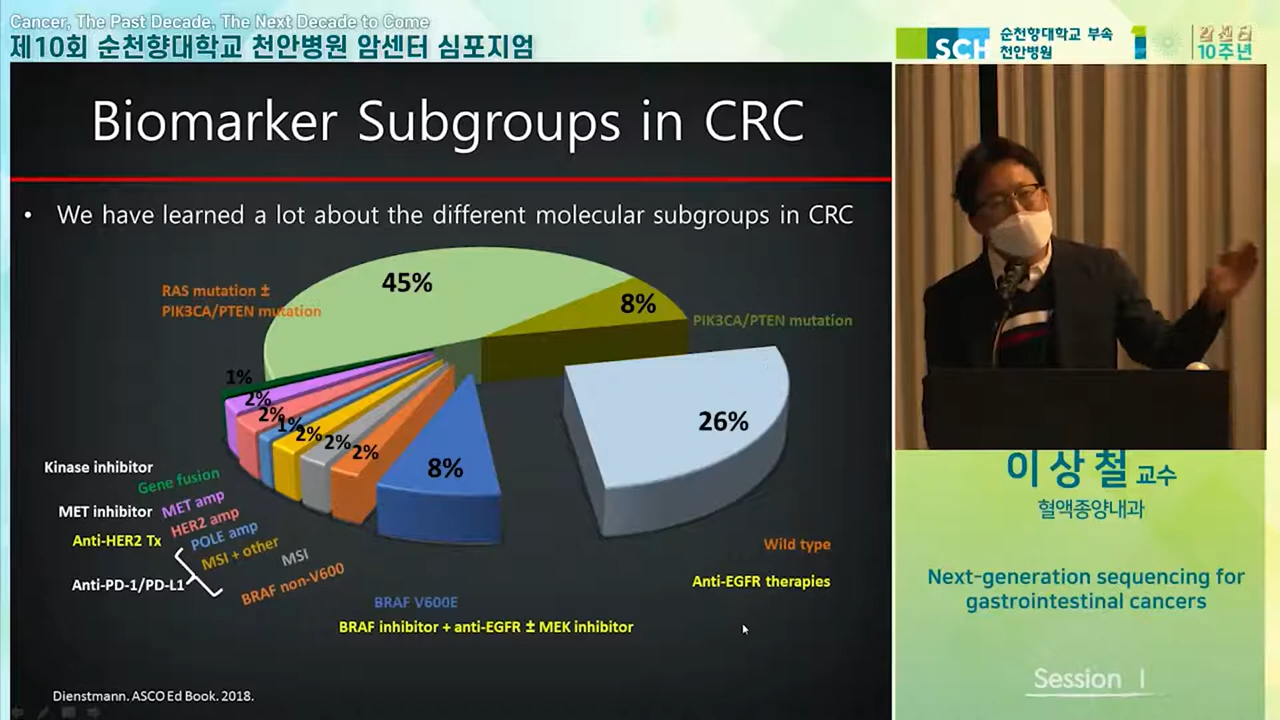 Cancer, The Past Decade, The Next Decade to Come
제10회 순천향대학교 천안병원 암센터 심포지엄
SCH
순천향대학교 부속
천안병원
암센터
10주년
Biomarker Subgroups in CRC
• We have learned a lot about the different molecular subgroups in CRC
45%
RAS mutation ±
PIK3CA/PTEN mutation
8%
PIK3CA/PTEN mutation
1%
2%
2%
1%
2%
2%
2%
8%
26%
Kinase inhibitor
Gene fusion
MET inhibitor
MET amp
HER2 amp
Anti-HER2 Tx
POLE amp
MSI + other
MSI
Anti-PD-1/PD-L1
BRAF non-V600
BRAF V600E
BRAF inhibitor + anti-EGFR ± MEK inhibitor
Wild type
Anti-EGFR therapies
Dienstmann. ASCO Ed Book. 2018.
이 상 철 교수
혈액종양내과
Next-generation sequencing for
gastrointestinal cancers
Session I